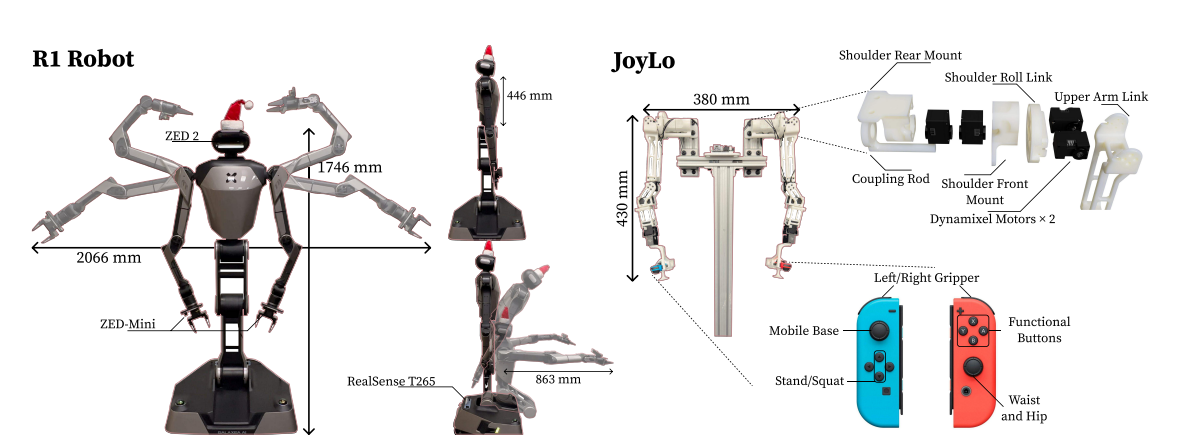 R1 Robot
ZED 2
1746 mm
2066 mm
ZED-Mini
446 mm
863 mm
RealSense T265
JoyLo
380 mm
430 mm
Shoulder Rear Mount
Shoulder Roll Link
Upper Arm Link
Coupling Rod
Shoulder Front
Mount
Dynamixel Motors × 2
Left/Right Gripper
Mobile Base
Stand/Squat
X
Y
A
B
Functional
Buttons
Waist
and Hip